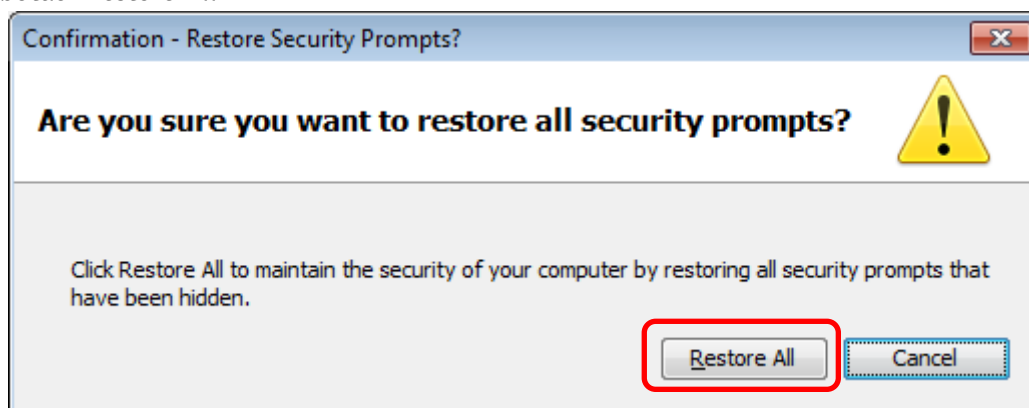 Confirmation - Restore Security Prompts?
Are you sure you want to restore all security prompts?
Click Restore All to maintain the security of your computer by restoring all security prompts that
have been hidden.
Restore All
Cancel